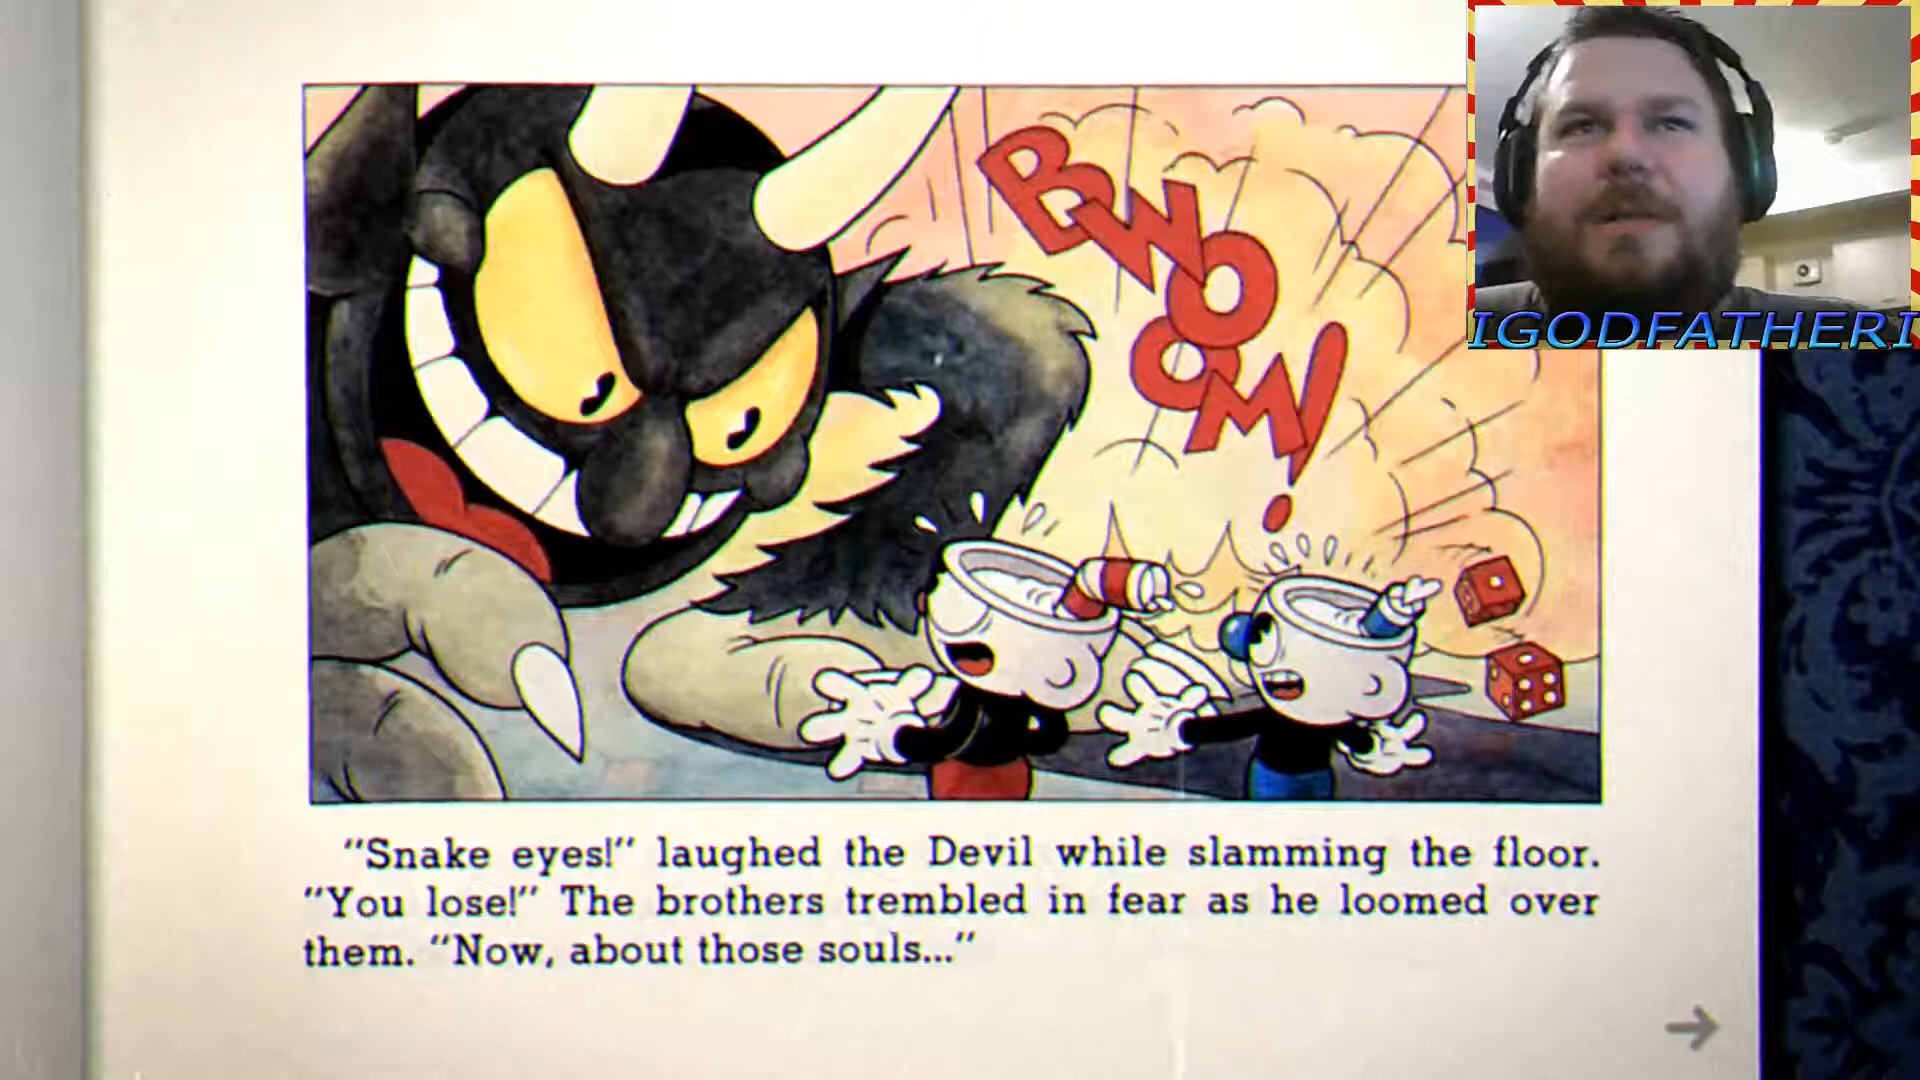 BWOOM!
IGODFATHERI
“Snake eyes!” laughed the Devil while slamming the floor.
“You lose!” The brothers trembled in fear as he loomed over
them. “Now, about those souls...”